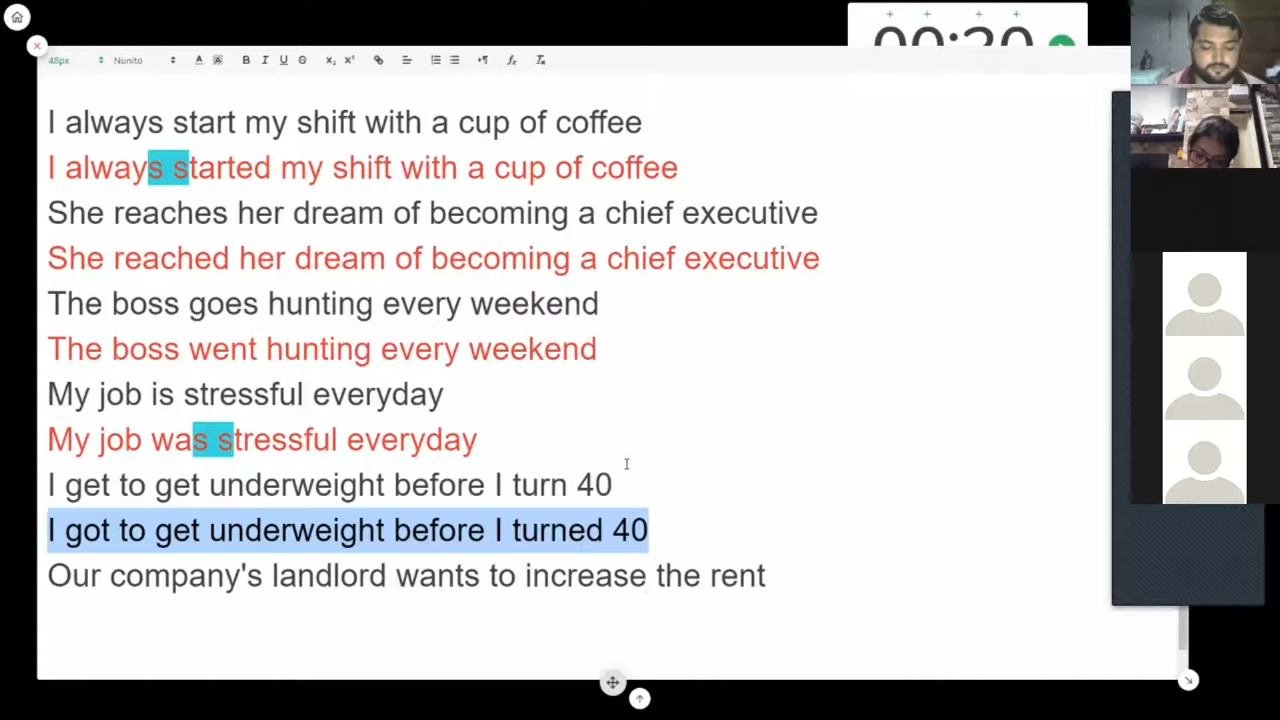 00:30
48px Nunito
I always start my shift with a cup of coffee
I always started my shift with a cup of coffee
She reaches her dream of becoming a chief executive
She reached her dream of becoming a chief executive
The boss goes hunting every weekend
The boss went hunting every weekend
My job is stressful everyday
My job was stressful everyday
I get to get underweight before I turn 40
I got to get underweight before I turned 40
Our company's landlord wants to increase the rent